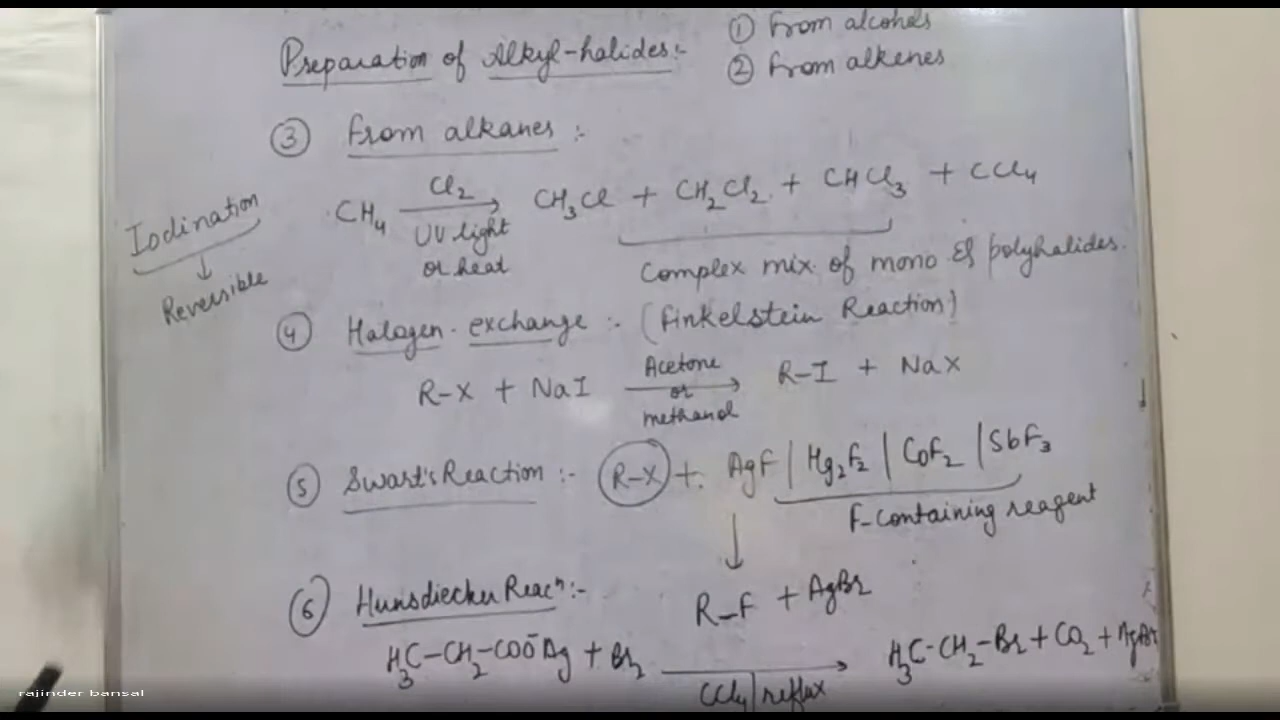 Preparation of Alkyl-halides:-
① From alcohols
② From alkenes
③ From alkanes :-
CH₄ Cl₂ → UV light or heat CH₃Cl + CH₂Cl₂ + CHCl₃ + CCl₄
Complex mix of mono & polyhalides.
Iodination
↓
Reversible
④ Halogen exchange :- (Finkelstein Reaction)
R-X + NaI Acetone or methanol → R-I + NaX
⑤ Swart's Reaction :- R-X + AgF | Hg₂F₂ | CoF₂ | SbF₃
F-containing reagent
↓
R-F + AgBr
⑥ Hunsdiecker Reacⁿ:-
H₃C-CH₂-COO⁻Ag + Br₂ → CCl₄ | reflux H₃C-CH₂-Br + CO₂ + AgBr
rajinder bansal